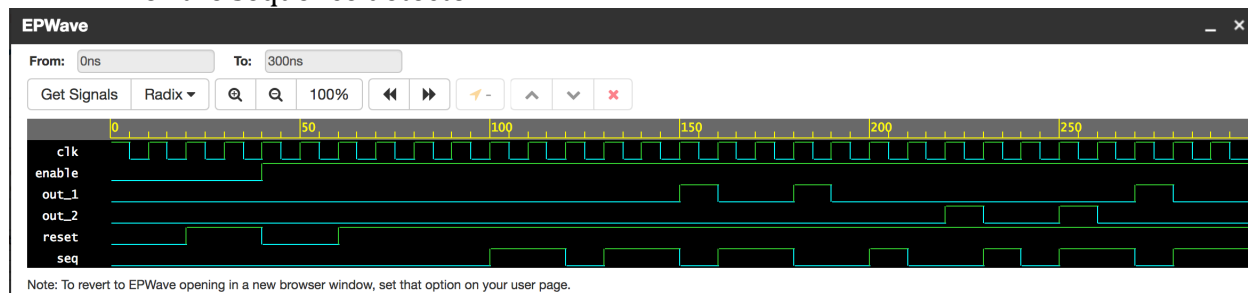 EPWave
From: 0ns To: 300ns
Get Signals Radix 100% -
0 50 100 150 200 250
clk
enable
out_1
out_2
reset
seq
Note: To revert to EPWave opening in a new browser window, set that option on your user page.